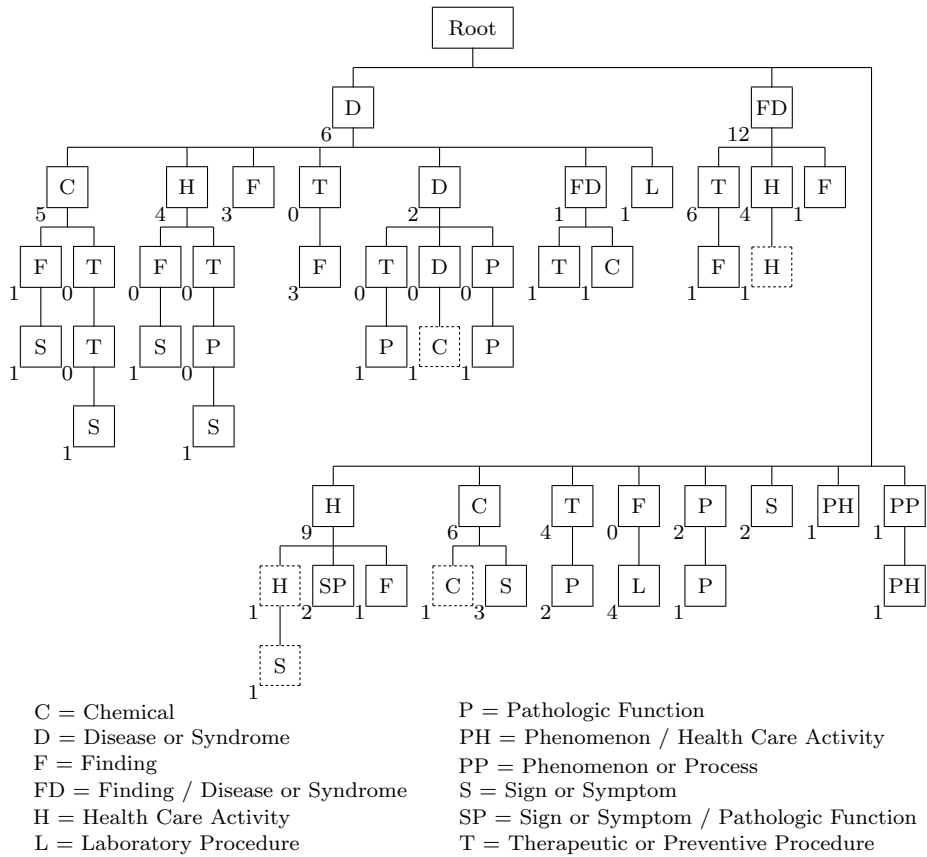 Root
D FD
6 12
C H F T D FD L T H F
5 4 3 0 2 1 1 6 4 1
F T F T F T D P T C F H
1 0 0 0 3 0 0 0 1 1 1 1
S T S P P C P
1 0 1 0 1 1 1
S S
1 1
H C T F P S PH PP
9 6 4 0 2 2 1 1
H SP F C S P L P PH
1 2 1 1 3 2 4 1 1
S
1
C = Chemical
D = Disease or Syndrome
F = Finding
FD = Finding / Disease or Syndrome
H = Health Care Activity
L = Laboratory Procedure
P = Pathologic Function
PH = Phenomenon / Health Care Activity
PP = Phenomenon or Process
S = Sign or Symptom
SP = Sign or Symptom / Pathologic Function
T = Therapeutic or Preventive Procedure